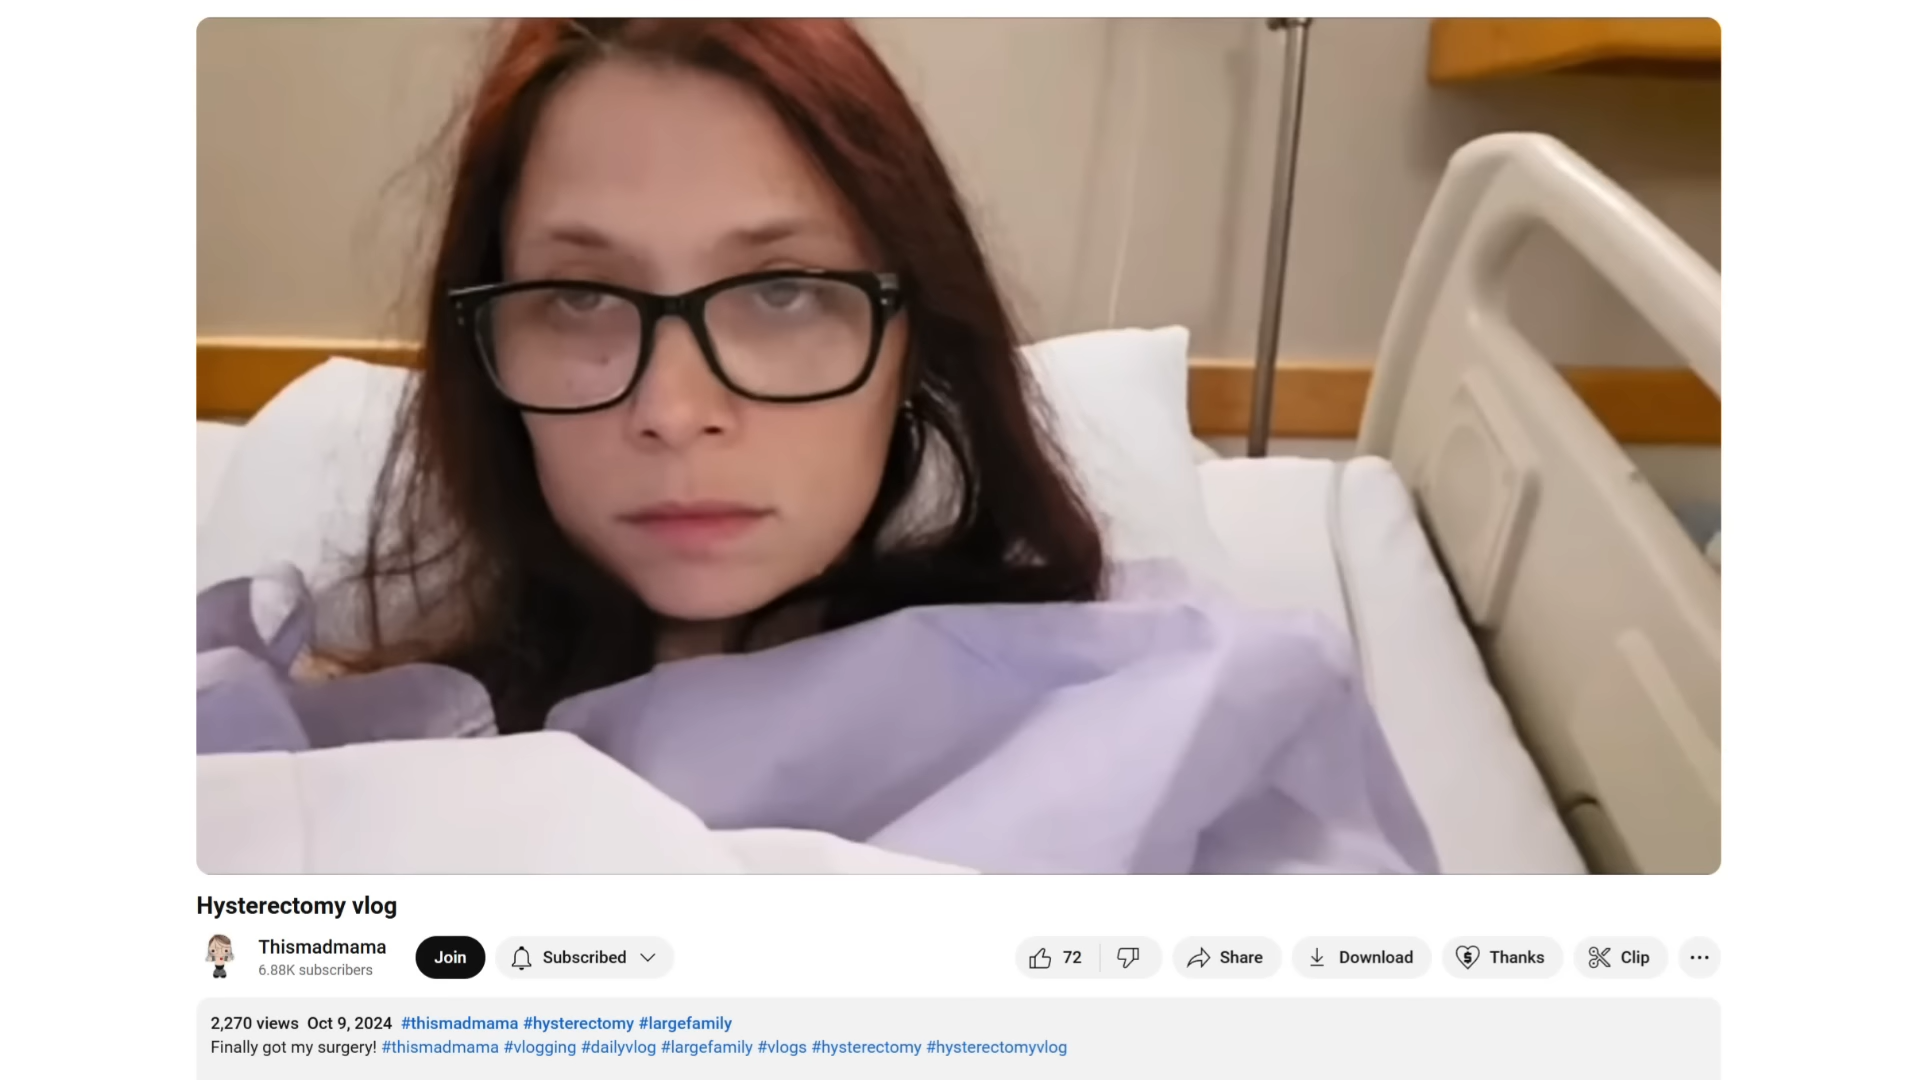 Hysterectomy vlog
Thismadmama
6.88K subscribers
Join
Subscribed
72
Share
Download
Thanks
Clip
2,270 views Oct 9, 2024 #thismadmama #hysterectomy #largefamily
Finally got my surgery! #thismadmama #vlogging #dailyvlog #largefamily #vlogs #hysterectomy #hysterectomyvlog